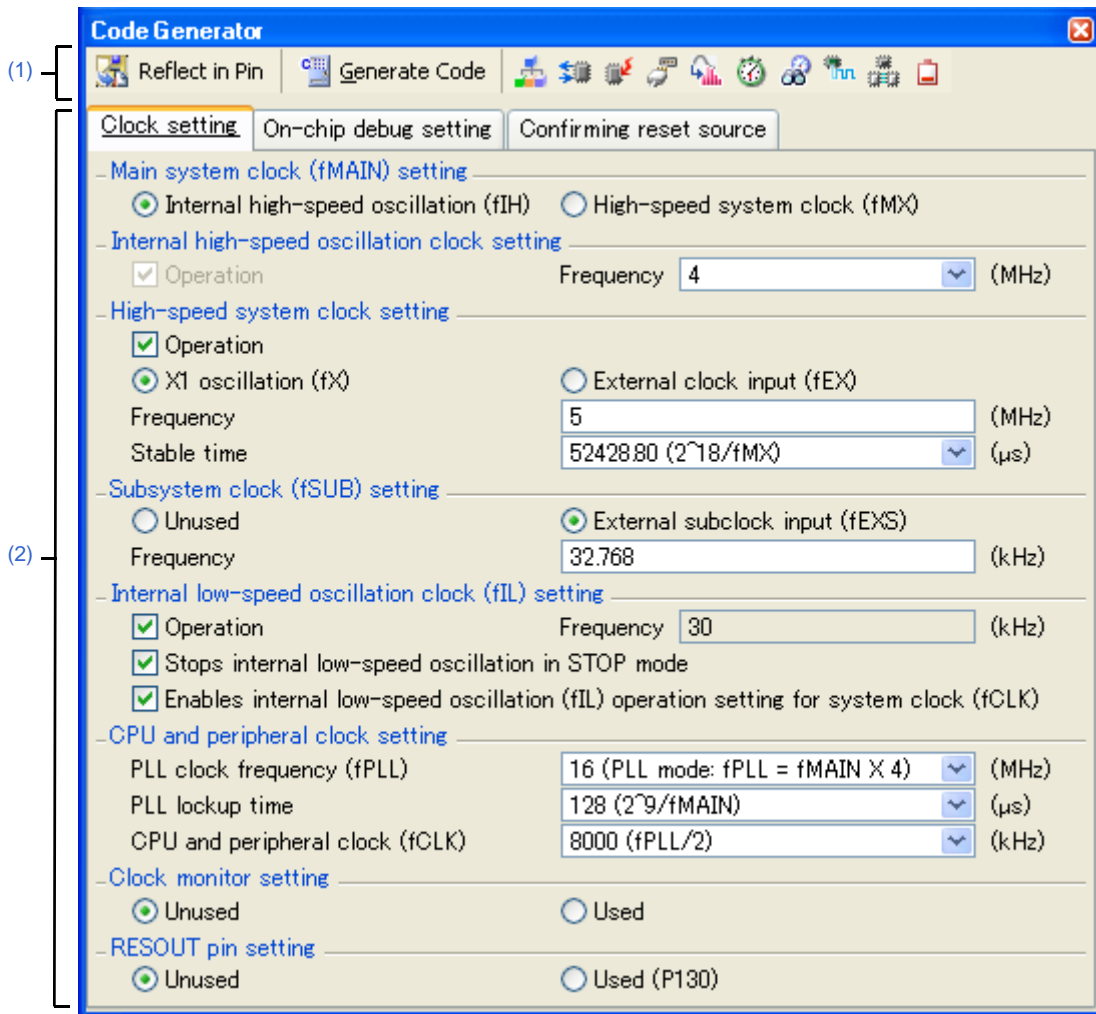 Code Generator
(1)
Reflect in Pin Generate Code
Clock setting On-chip debug setting Confirming reset source
Main system clock (fMAIN) setting
Internal high-speed oscillation (fIH) High-speed system clock (fMX)
Internal high-speed oscillation clock setting
Operation Frequency 4 (MHz)
High-speed system clock setting
Operation
X1 oscillation (fX) External clock input (fEX)
Frequency 5 (MHz)
Stable time 52428.80 (2^18/fMX) (µs)
Subsystem clock (fSUB) setting
Unused External subclock input (fEXS)
(2)
Frequency 32.768 (kHz)
Internal low-speed oscillation clock (fIL) setting
Operation Frequency 30 (kHz)
Stops internal low-speed oscillation in STOP mode
Enables internal low-speed oscillation (fIL) operation setting for system clock (fCLK)
CPU and peripheral clock setting
PLL clock frequency (fPLL) 16 (PLL mode: fPLL = fMAIN X 4) (MHz)
PLL lockup time 128 (2^9/fMAIN) (µs)
CPU and peripheral clock (fCLK) 8000 (fPLL/2) (kHz)
Clock monitor setting
Unused Used
RESOUT pin setting
Unused Used (P130)